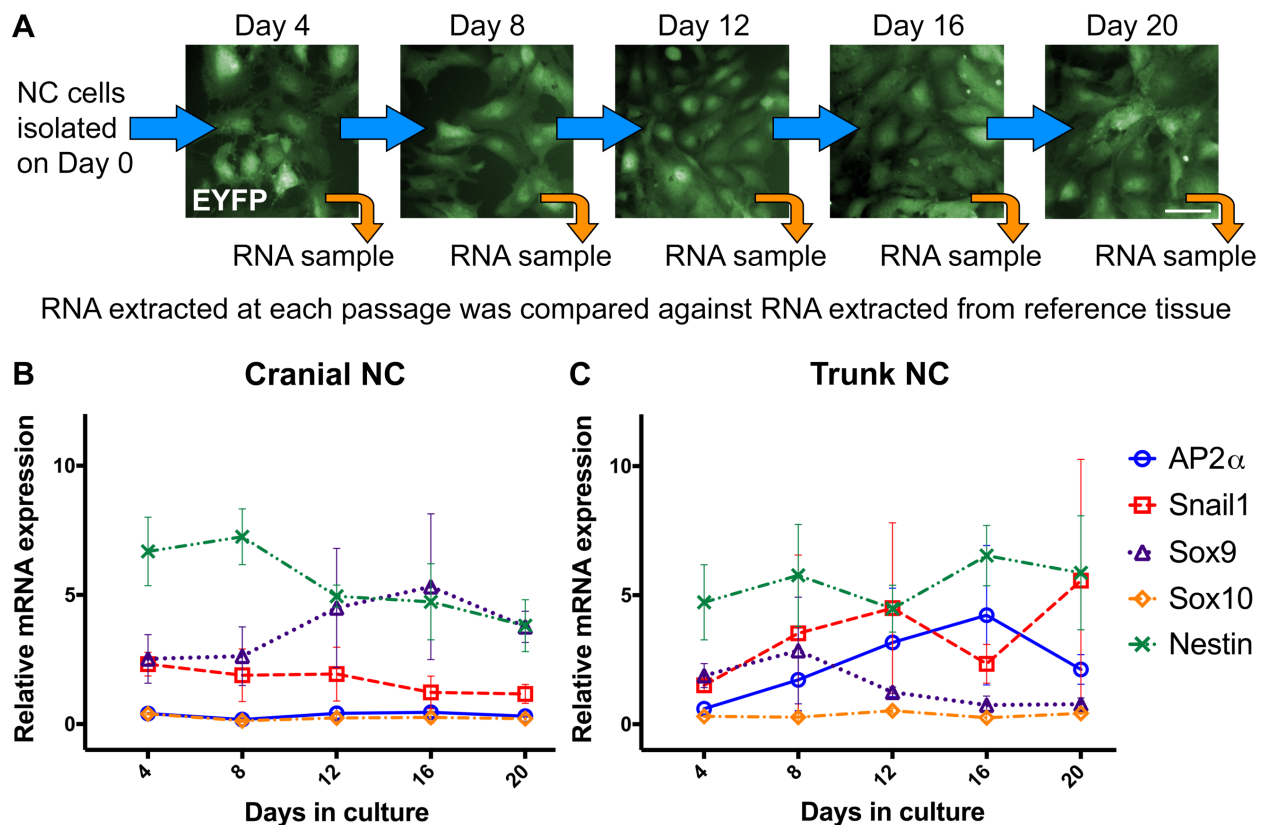 A
Day 4
Day 8
Day 12
Day 16
Day 20
NC cells
isolated
on Day 0
EYFP
RNA sample
RNA sample
RNA sample
RNA sample
RNA sample
RNA extracted at each passage was compared against RNA extracted from reference tissue
B
Cranial NC
Relative mRNA expression
10
5
0
4
8
12
16
20
Days in culture
C
Trunk NC
Relative mRNA expression
10
5
0
4
8
12
16
20
Days in culture
AP2α
Snail1
Sox9
Sox10
Nestin